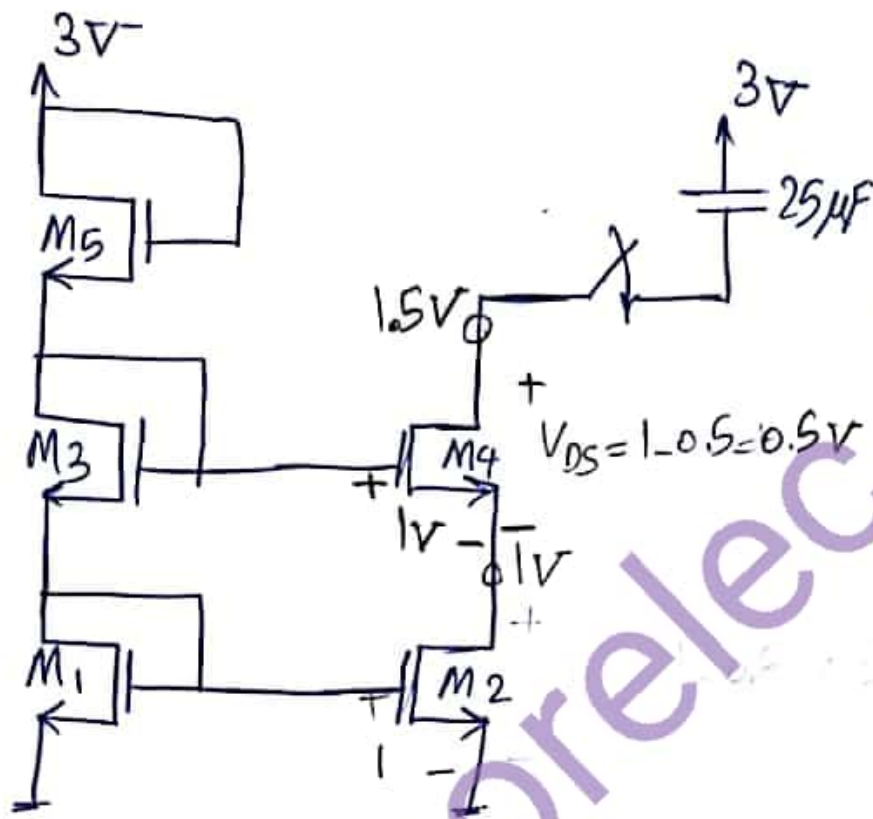 3V
3V
M5
25μF
1.5V
+
M3
+
M4
VDS = 1-0.5=0.5V
1V
-
-
1V
+
M1
+
M2
1
-
orelec